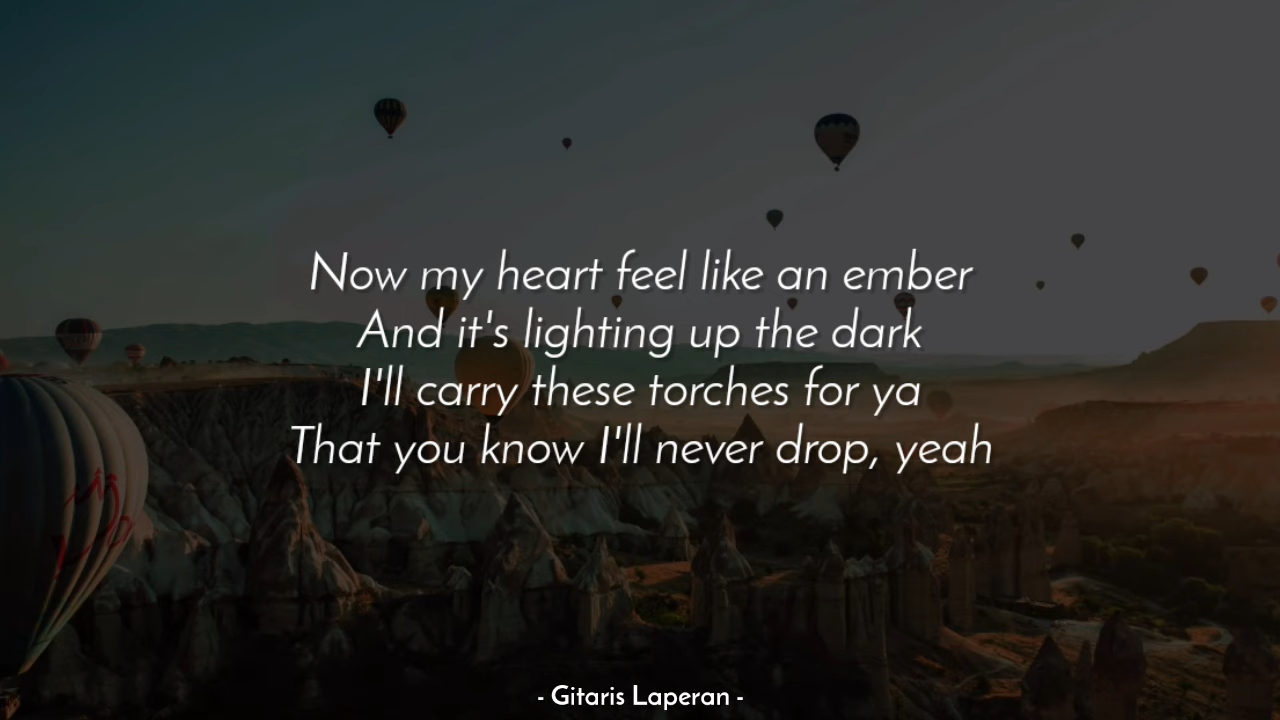 Now my heart feel like an ember
And it's lighting up the dark
I'll carry these torches for ya
That you know I'll never drop, yeah
- Gitaris Laperan -